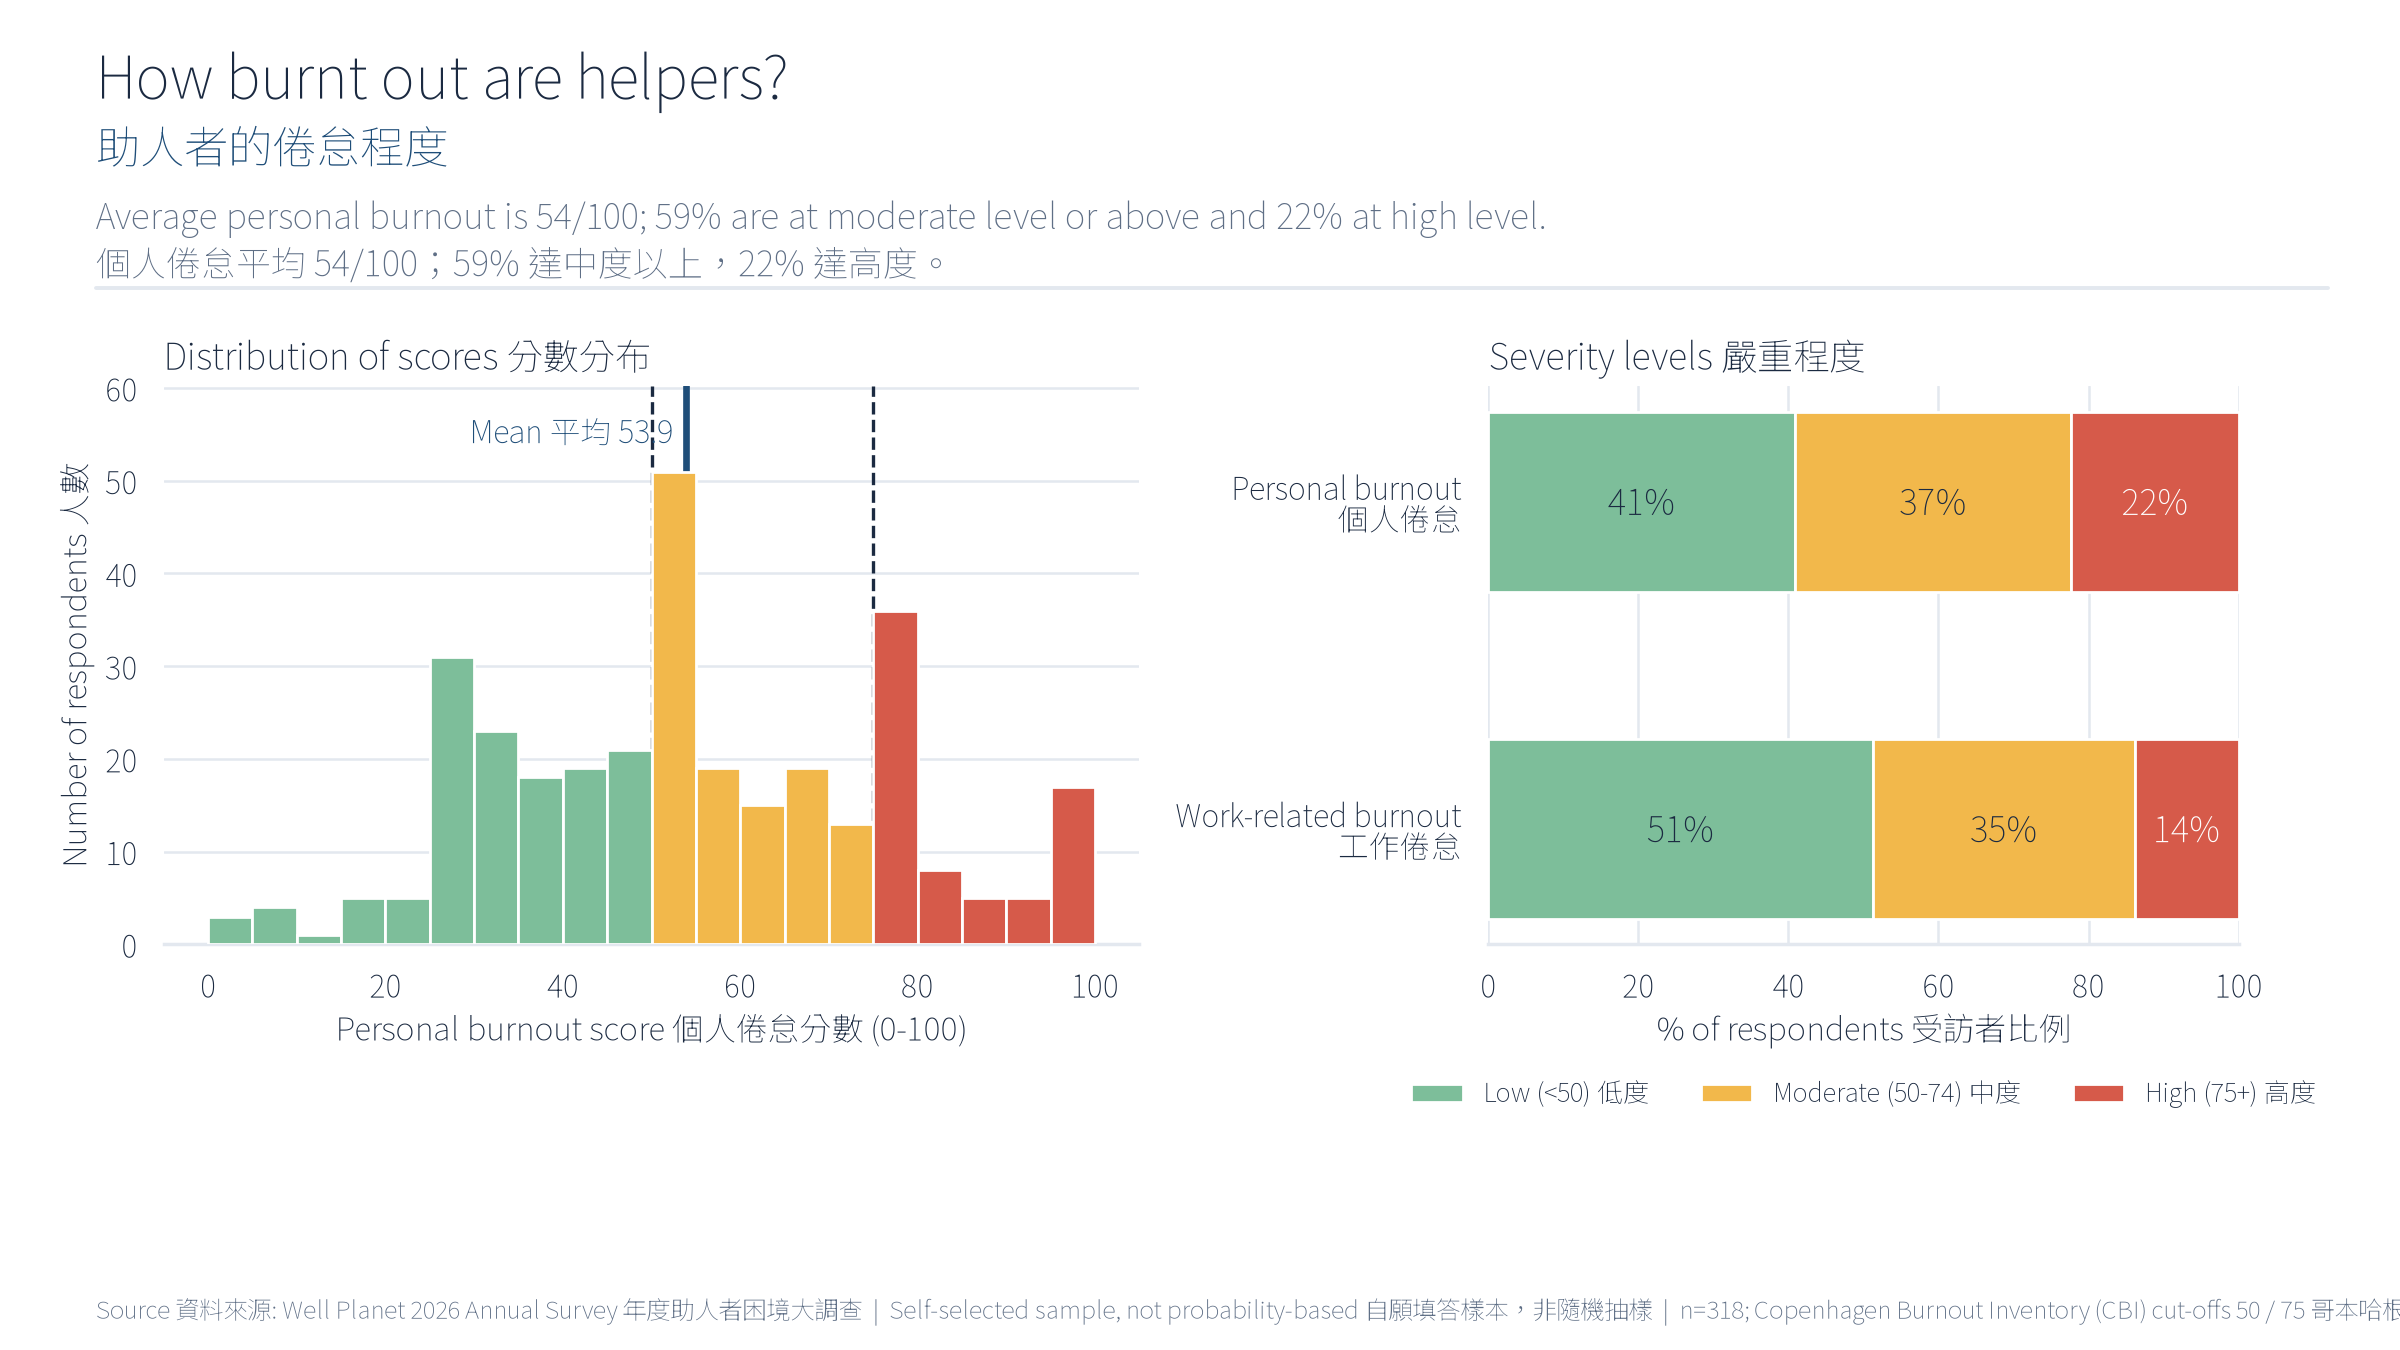 How burnt out are helpers?
助人者的倦怠程度
Average personal burnout is 54/100; 59% are at moderate level or above and 22% at high level.
個人倦怠平均 54/100；59% 達中度以上，22% 達高度。
Distribution of scores 分數分布
Mean 平均 53.9
Number of respondents 人數
60
50
40
30
20
10
0
0 20 40 60 80 100
Personal burnout score 個人倦怠分數 (0-100)
Severity levels 嚴重程度
Personal burnout
個人倦怠
41% 37% 22%
Work-related burnout
工作倦怠
51% 35% 14%
0 20 40 60 80 100
% of respondents 受訪者比例
Low (<50) 低度 Moderate (50-74) 中度 High (75+) 高度
Source 資料來源: Well Planet 2026 Annual Survey 年度助人者困境大調查 | Self-selected sample, not probability-based 自願填答樣本，非隨機抽樣 | n=318; Copenhagen Burnout Inventory (CBI) cut-offs 50 / 75 哥本哈根